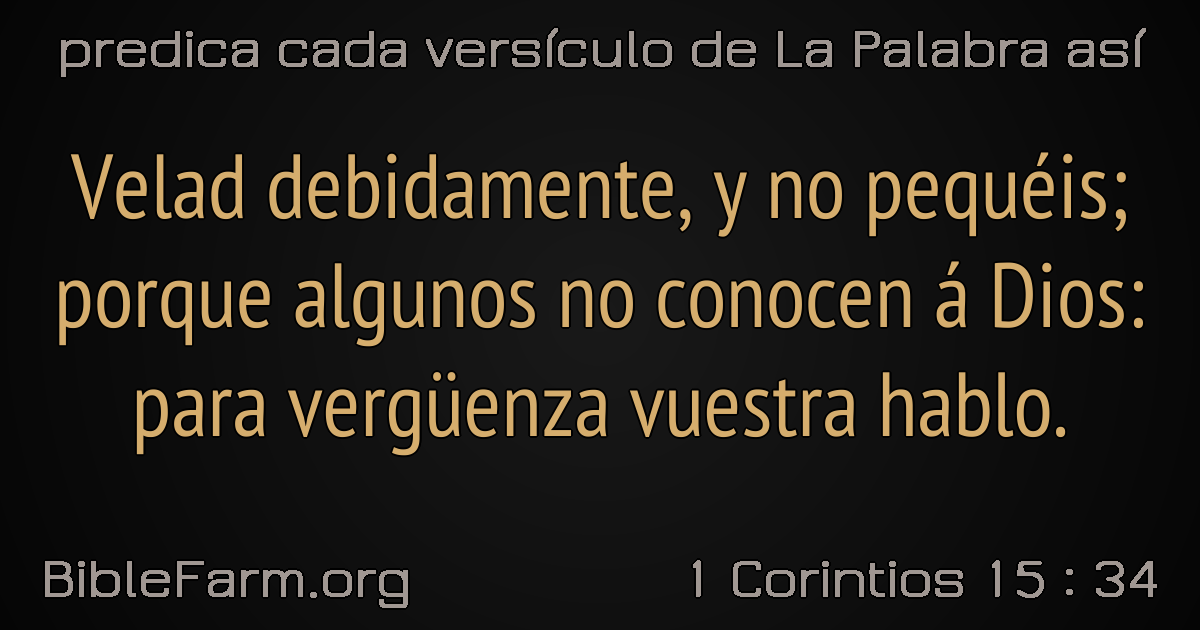 predica cada versículo de La Palabra así
Velad debidamente, y no pequéis;
porque algunos no conocen á Dios:
para vergüenza vuestra hablo.
BibleFarm.org
1 Corintios 15 : 34